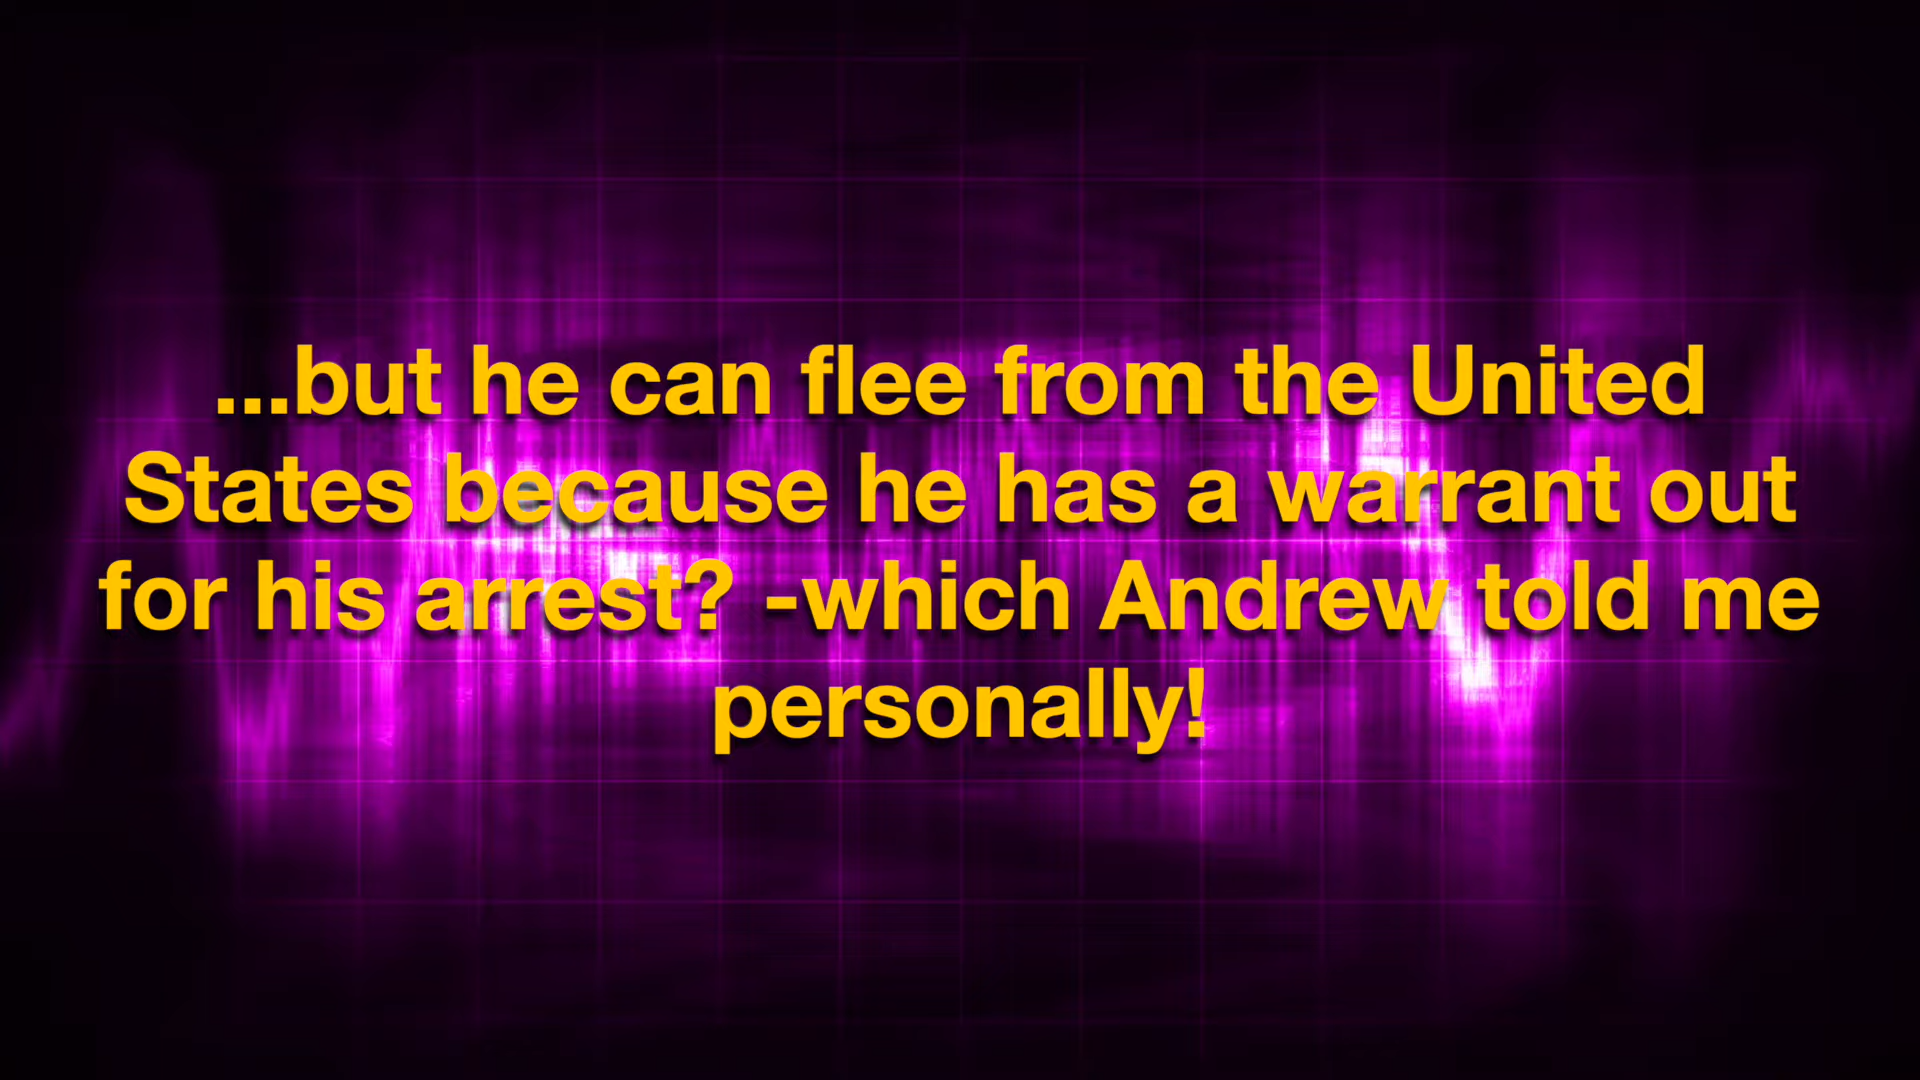 ...but he can flee from the United
States because he has a warrant out
for his arrest? -which Andrew told me
personally!